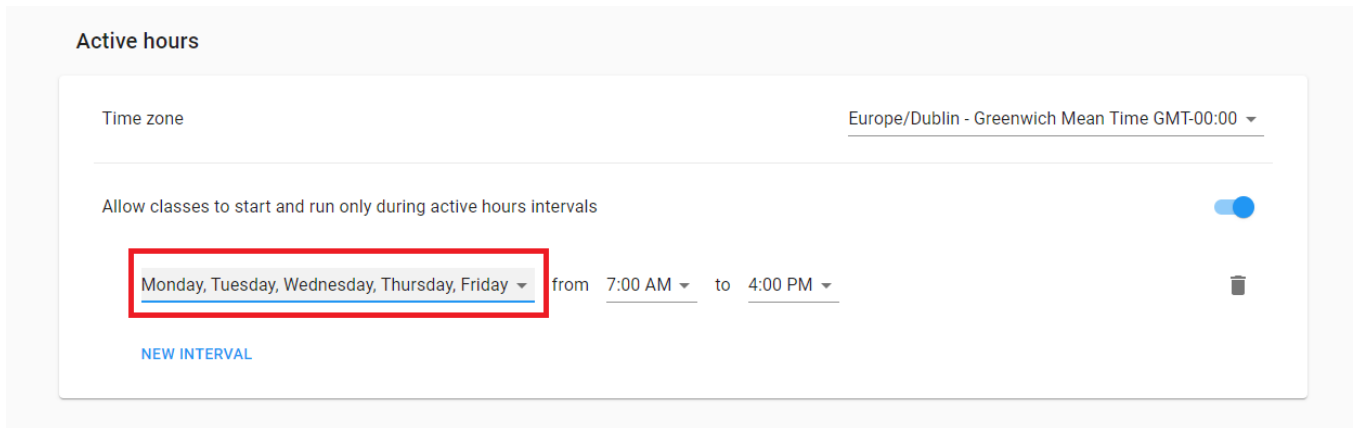 Active hours
Time zone
Europe/Dublin - Greenwich Mean Time GMT-00:00
Allow classes to start and run only during active hours intervals
Monday, Tuesday, Wednesday, Thursday, Friday from 7:00 AM to 4:00 PM
NEW INTERVAL